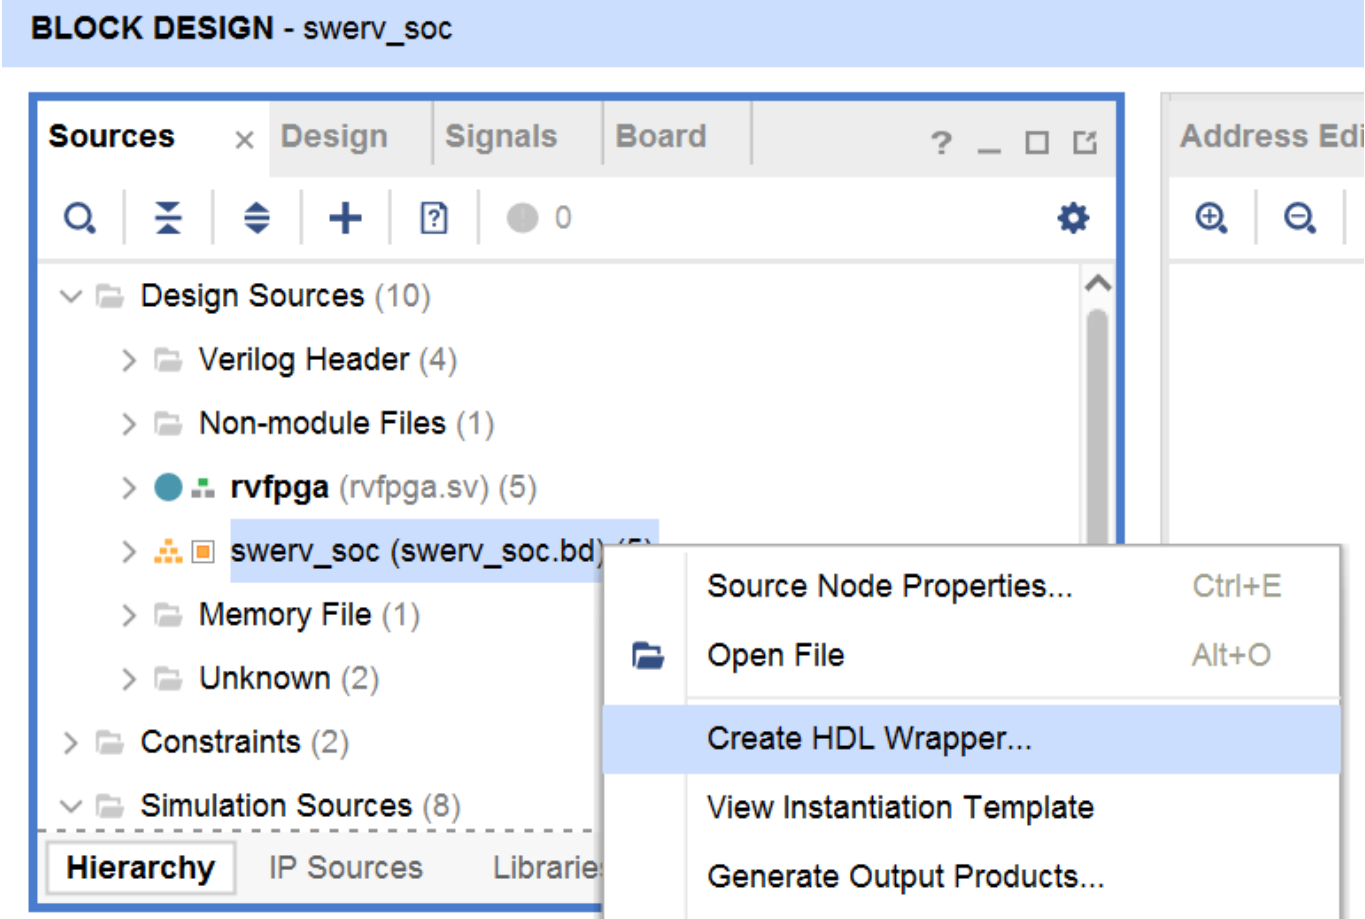 BLOCK DESIGN - swerv_soc
Sources × Design Signals Board ?
Address Edi
0
Design Sources (10)
Verilog Header (4)
Non-module Files (1)
rvfpga (rvfpga.sv) (5)
swerv_soc (swerv_soc.bd) (5)
Memory File (1)
Unknown (2)
Constraints (2)
Simulation Sources (8)
Hierarchy IP Sources Libraries
Source Node Properties... Ctrl+E
Open File Alt+O
Create HDL Wrapper...
View Instantiation Template
Generate Output Products...